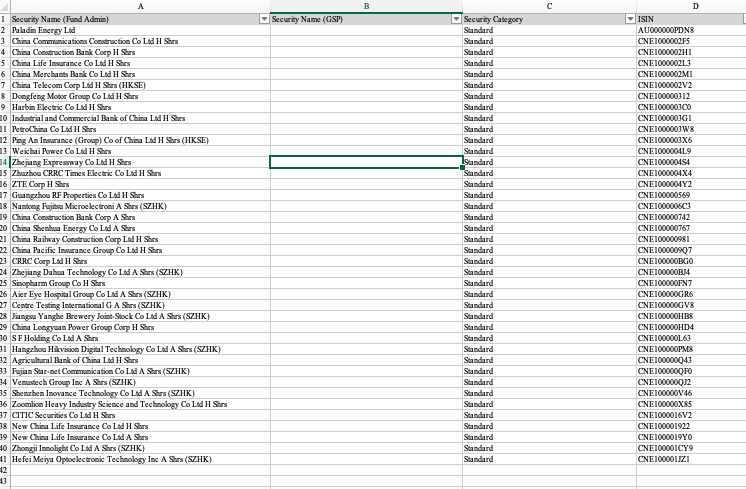 A B C D
1 Security Name (Fund Admin) Security Name (GSP) Security Category ISIN
2 Paladin Energy Ltd Standard AU000000PDN8
3 China Communications Construction Co Ltd H Shrs Standard CNE1000002F5
4 China Construction Bank Corp H Shrs Standard CNE1000002H1
5 China Life Insurance Co Ltd H Shrs Standard CNE1000002L3
6 China Merchants Bank Co Ltd H Shrs Standard CNE1000002M1
7 China Telecom Corp Ltd H Shrs (HKSE) Standard CNE1000002V2
8 Dongfeng Motor Group Co Ltd H Shrs Standard CNE100000312
9 Harbin Electric Co Ltd H Shrs Standard CNE1000003C0
10 Industrial and Commercial Bank of China Ltd H Shrs Standard CNE1000003G1
11 PetroChina Co Ltd H Shrs Standard CNE1000003W8
12 Ping An Insurance (Group) Co of China Ltd H Shrs (HKSE) Standard CNE1000003X6
13 Weichai Power Co Ltd H Shrs Standard CNE1000004L9
14 Zhejiang Expressway Co Ltd H Shrs Standard CNE1000004S4
15 Zhuzhou CRRC Times Electric Co Ltd H Shrs Standard CNE1000004X4
16 ZTE Corp H Shrs Standard CNE1000004Y2
17 Guangzhou RF Properties Co Ltd H Shrs Standard CNE100000569
18 Nantong Fujitsu Microelectroni A Shrs (SZHK) Standard CNE1000006C3
19 China Construction Bank Corp A Shrs Standard CNE100000742
20 China Shenhua Energy Co Ltd A Shrs Standard CNE100000767
21 China Railway Construction Corp Ltd H Shrs Standard CNE100000981
22 China Pacific Insurance Group Co Ltd H Shrs Standard CNE1000009Q7
23 CRRC Corp Ltd H Shrs Standard CNE100000BG0
24 Zhejiang Dahua Technology Co Ltd A Shrs (SZHK) Standard CNE100000BJ4
25 Sinopharm Group Co H Shrs Standard CNE100000FN7
26 Aier Eye Hospital Group Co Ltd A Shrs (SZHK) Standard CNE100000GR6
27 Centre Testing International G A Shrs (SZHK) Standard CNE100000GV8
28 Jiangsu Yanghe Brewery Joint-Stock Co Ltd A Shrs (SZHK) Standard CNE100000HB8
29 China Longyuan Power Group Corp H Shrs Standard CNE100000HD4
30 S F Holding Co Ltd A Shrs Standard CNE100000L63
31 Hangzhou Hikvision Digital Technology Co Ltd A Shrs (SZHK) Standard CNE100000PM8
32 Agricultural Bank of China Ltd H Shrs Standard CNE100000Q43
33 Fujian Star-net Communication Co Ltd A Shrs (SZHK) Standard CNE100000QF0
34 Venustech Group Inc A Shrs (SZHK) Standard CNE100000QJ2
35 Shenzhen Inovance Technology Co Ltd A Shrs (SZHK) Standard CNE100000V46
36 Zoomlion Heavy Industry Science and Technology Co Ltd H Shrs Standard CNE100000X85
37 CITIC Securities Co Ltd H Shrs Standard CNE1000016V2
38 New China Life Insurance Co Ltd H Shrs Standard CNE100001922
39 New China Life Insurance Co Ltd A Shrs Standard CNE1000019Y0
40 Zhongji Innolight Co Ltd A Shrs (SZHK) Standard CNE100001CY9
41 Hefei Meiya Optoelectronic Technology Inc A Shrs (SZHK) Standard CNE100001JZ1
42
43